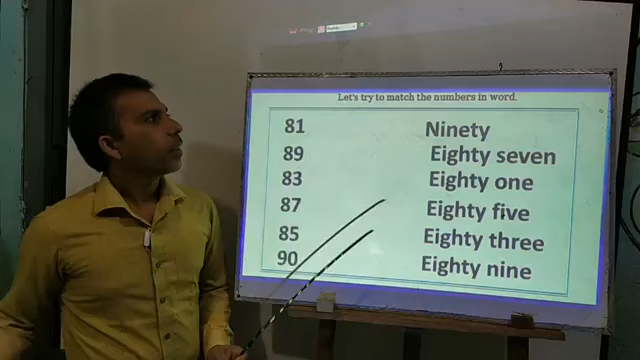 Let's try to match the numbers in word.
81 Ninety
89 Eighty seven
83 Eighty one
87 Eighty five
85 Eighty three
90 Eighty nine